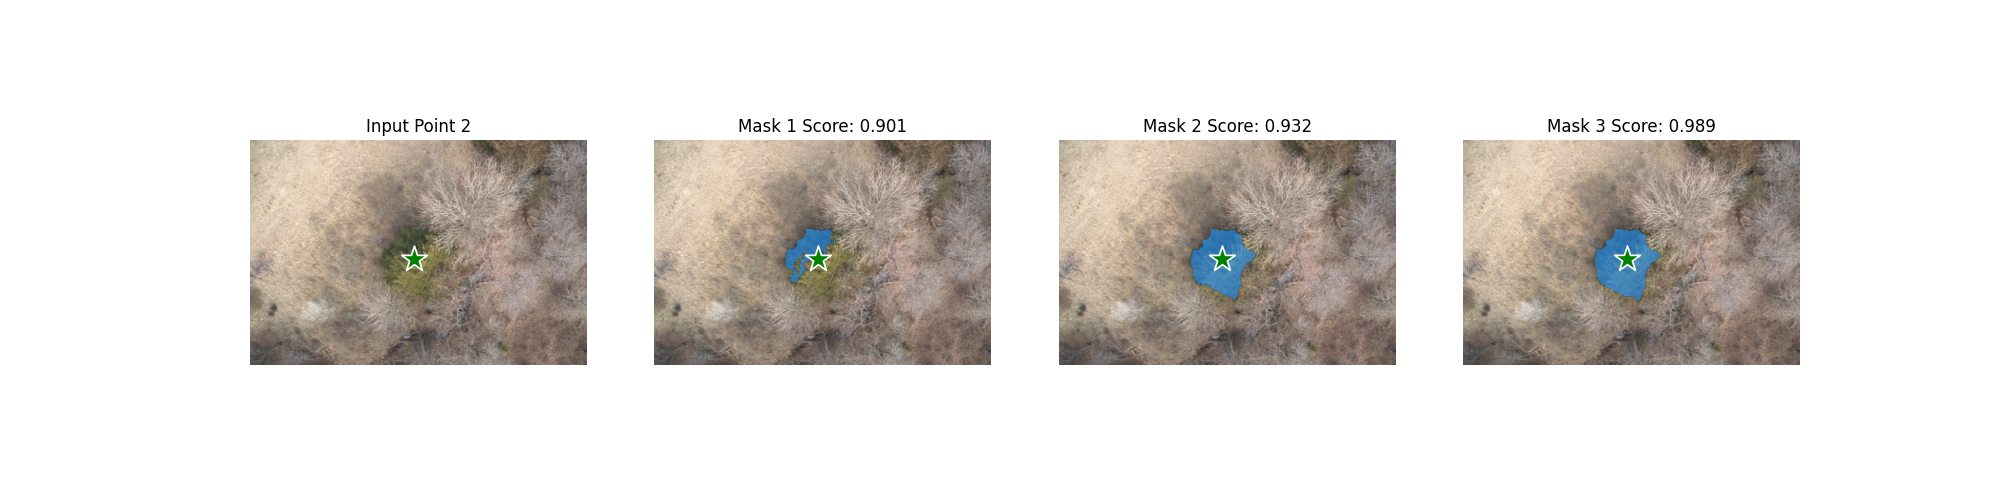 Input Point 2
Mask 1 Score: 0.901
Mask 2 Score: 0.932
Mask 3 Score: 0.989